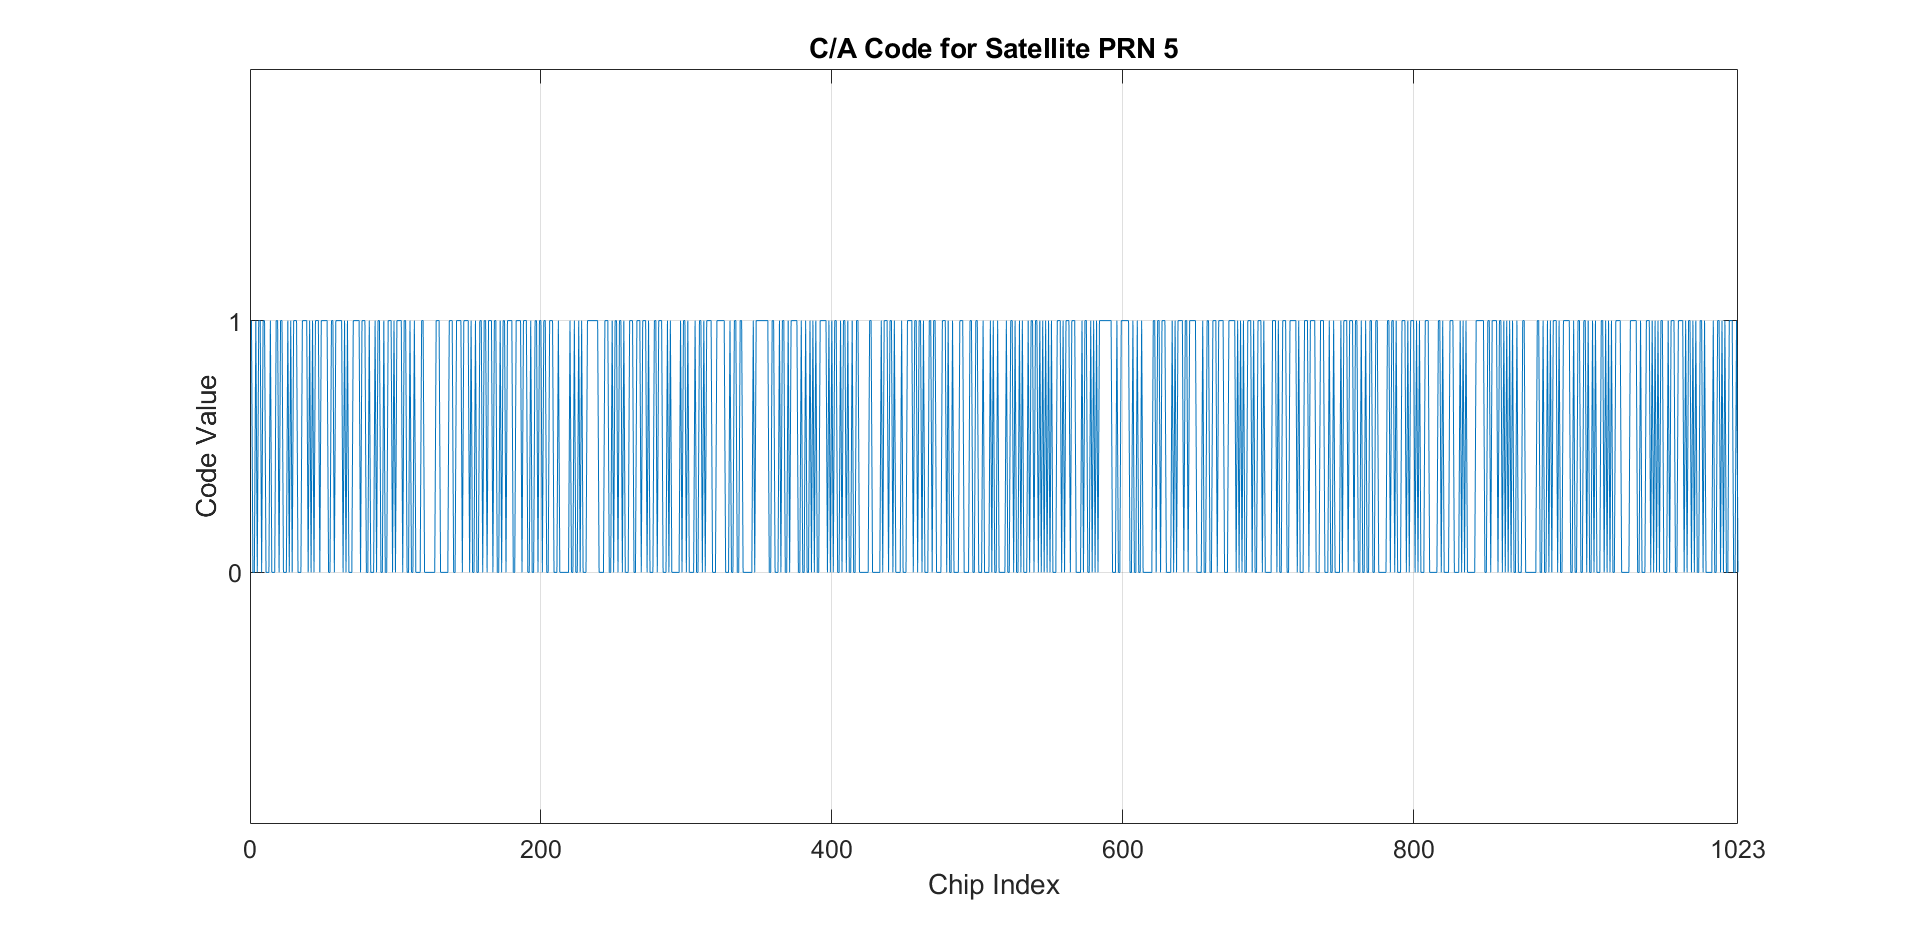 C/A Code for Satellite PRN 5
Code Value
1
0
0 200 400 600 800 1023
Chip Index